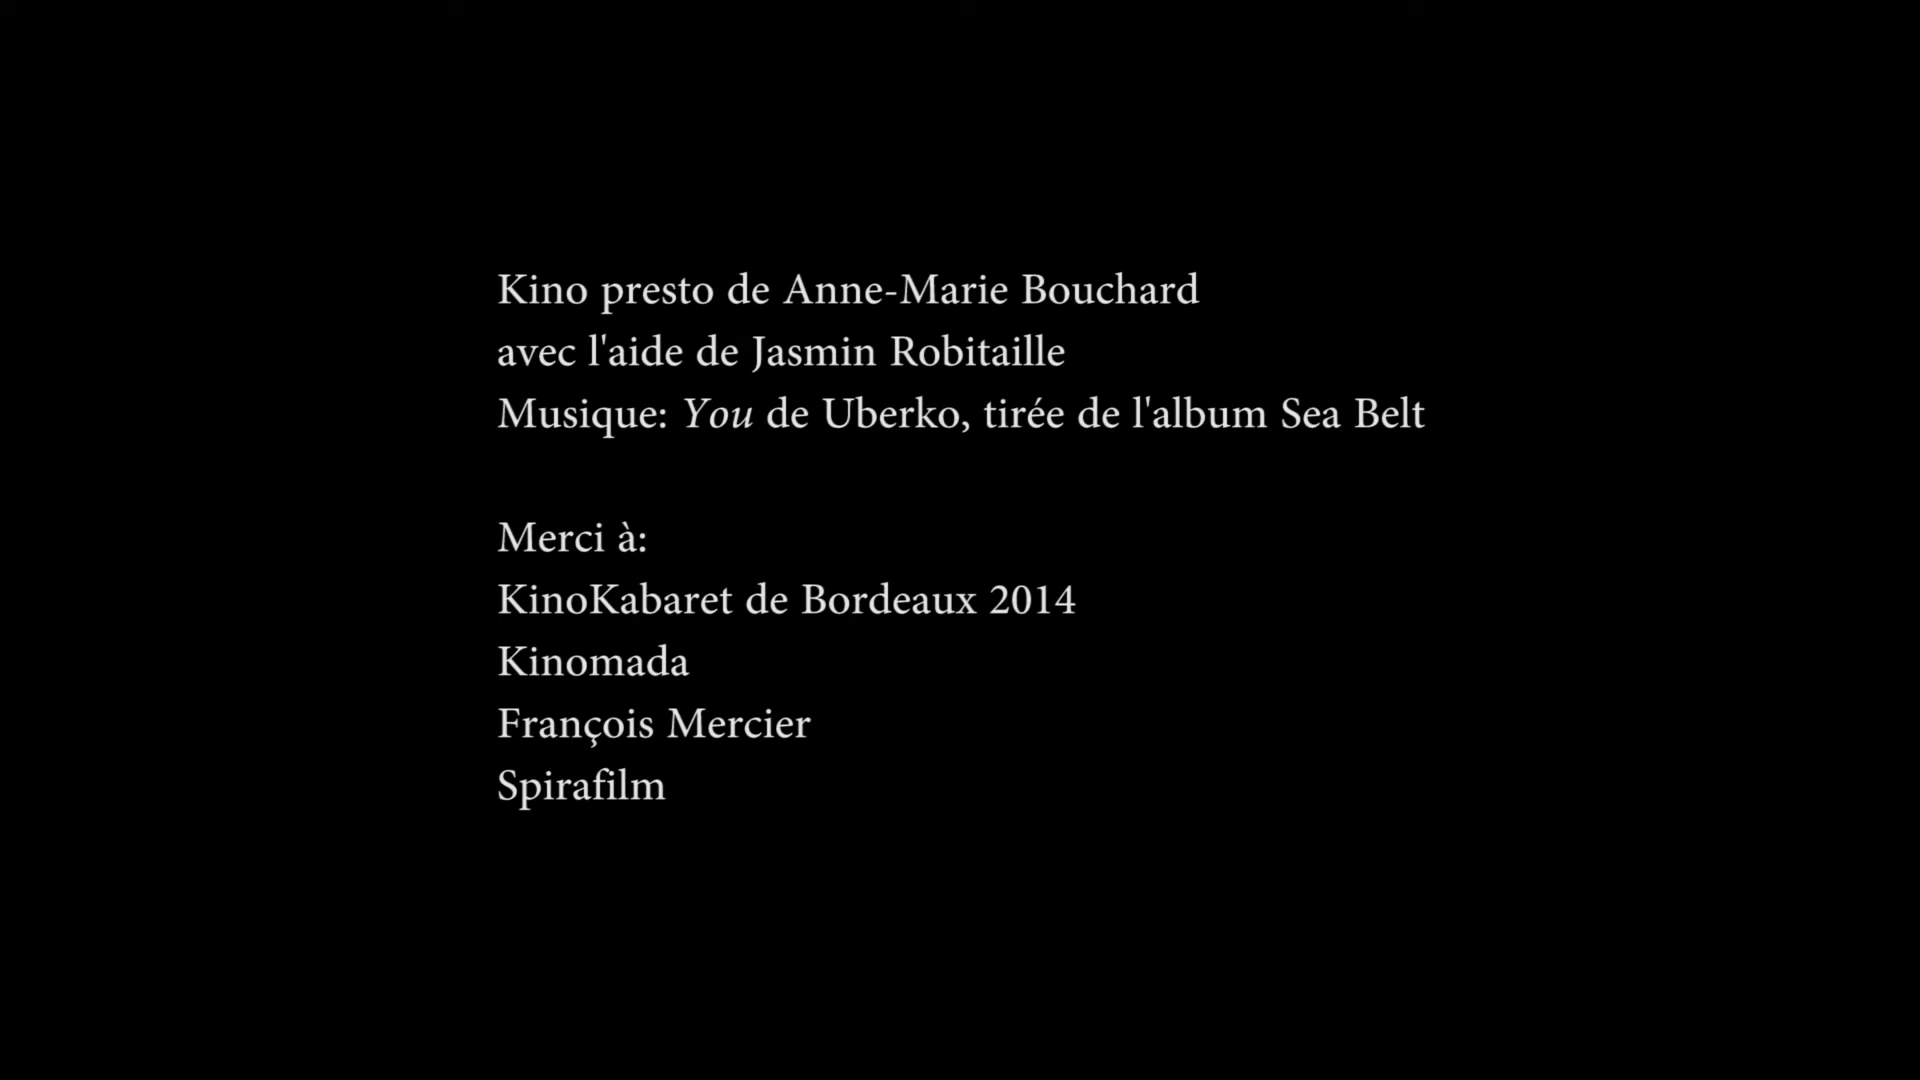 Kino presto de Anne-Marie Bouchard
avec l'aide de Jasmin Robitaille
Musique: You de Uberko, tirée de l'album Sea Belt
Merci à:
KinoKabaret de Bordeaux 2014
Kinomada
François Mercier
Spirafilm